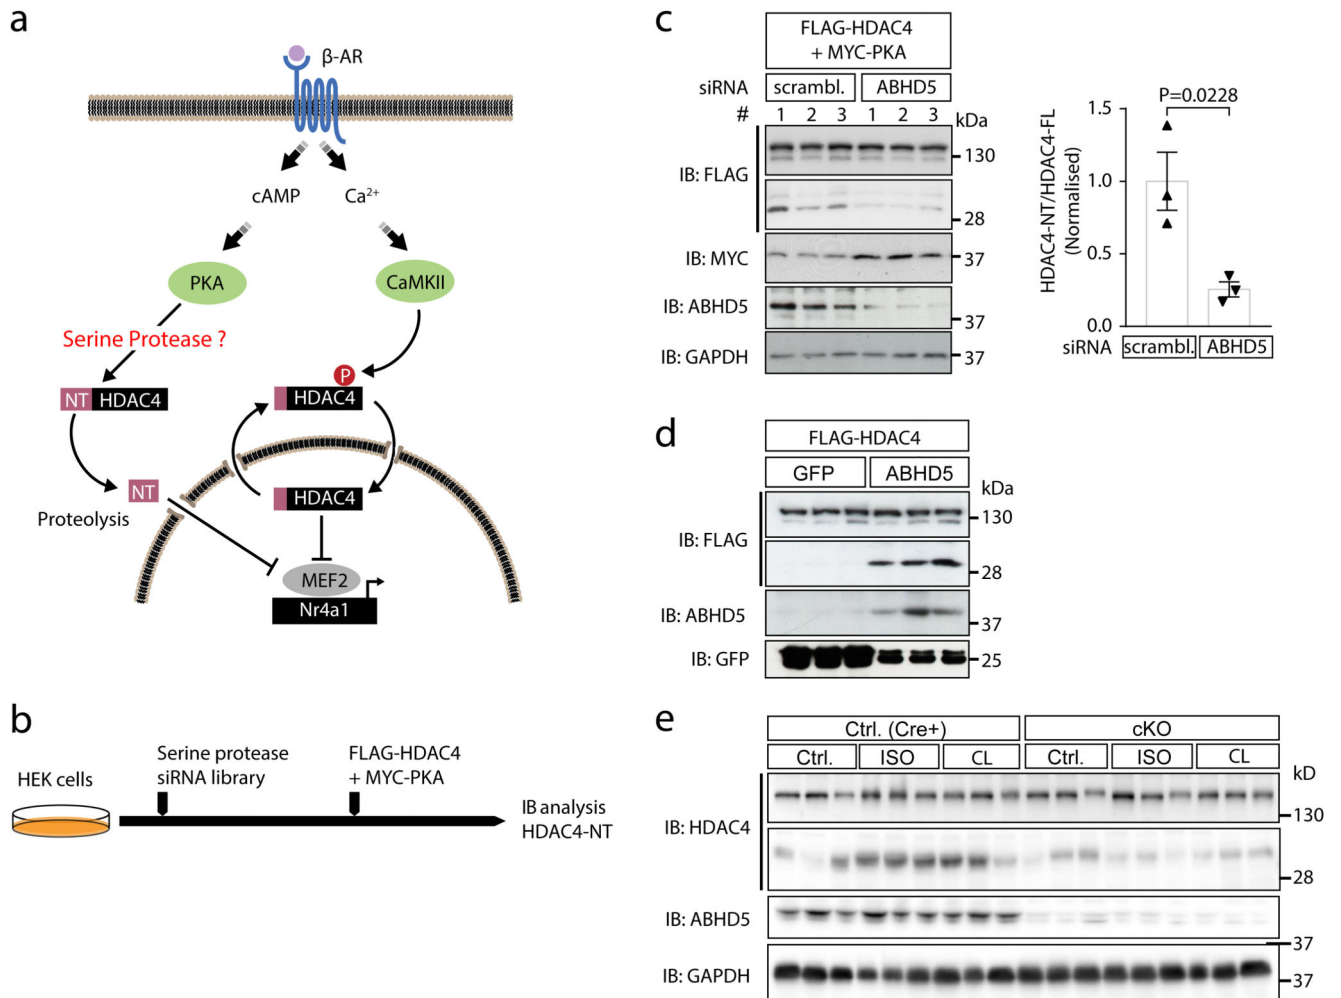 a
β-AR
cAMP
Ca2+
PKA
CaMKII
Serine Protease ?
P
NT HDAC4
HDAC4
NT
HDAC4
Proteolysis
MEF2
Nr4a1
b
HEK cells
Serine protease
siRNA library
FLAG-HDAC4
+ MYC-PKA
IB analysis
HDAC4-NT
c
FLAG-HDAC4
+ MYC-PKA
siRNA scrambl. ABHD5
# 1 2 3 1 2 3 kDa
IB: FLAG
130
28
IB: MYC 37
IB: ABHD5 37
IB: GAPDH 37
P=0.0228
HDAC4-NT/HDAC4-FL
(Normalised)
1.5
1.0
0.5
0.0
siRNA scrambl. ABHD5
d
FLAG-HDAC4
GFP ABHD5
kDa
IB: FLAG
130
28
IB: ABHD5 37
IB: GFP 25
e
Ctrl. (Cre+) cKO
Ctrl. ISO CL Ctrl. ISO CL
kD
IB: HDAC4
130
28
IB: ABHD5
37
IB: GAPDH 37